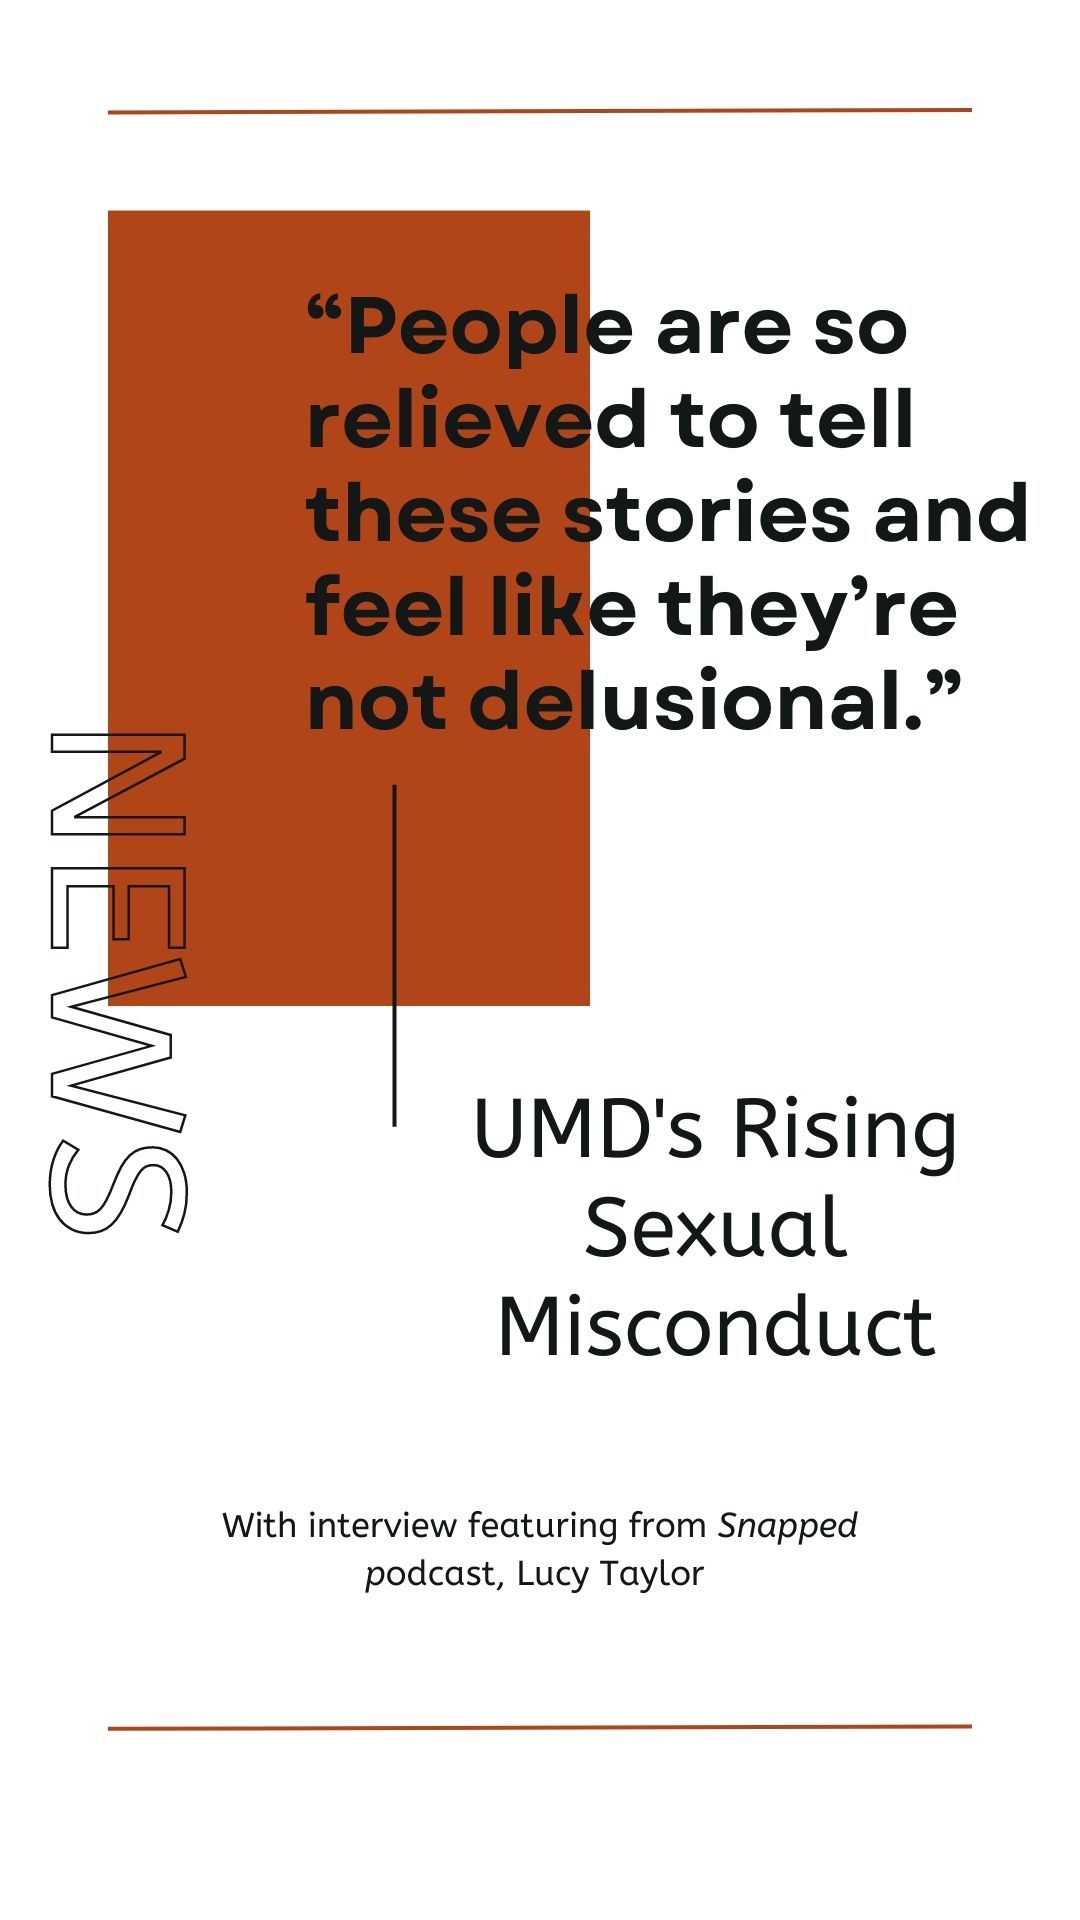 “People are so
relieved to tell
these stories and
feel like they’re
not delusional.”
NEWS
UMD's Rising
Sexual
Misconduct
With interview featuring from Snapped
podcast, Lucy Taylor